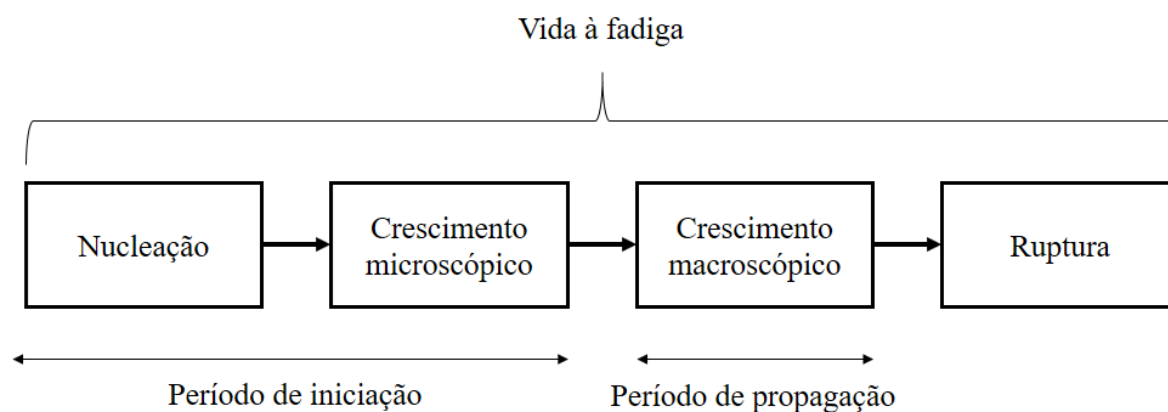 Vida à fadiga
Nucleação
Crescimento
microscópico
Crescimento
macroscópico
Ruptura
Período de iniciação
Período de propagação